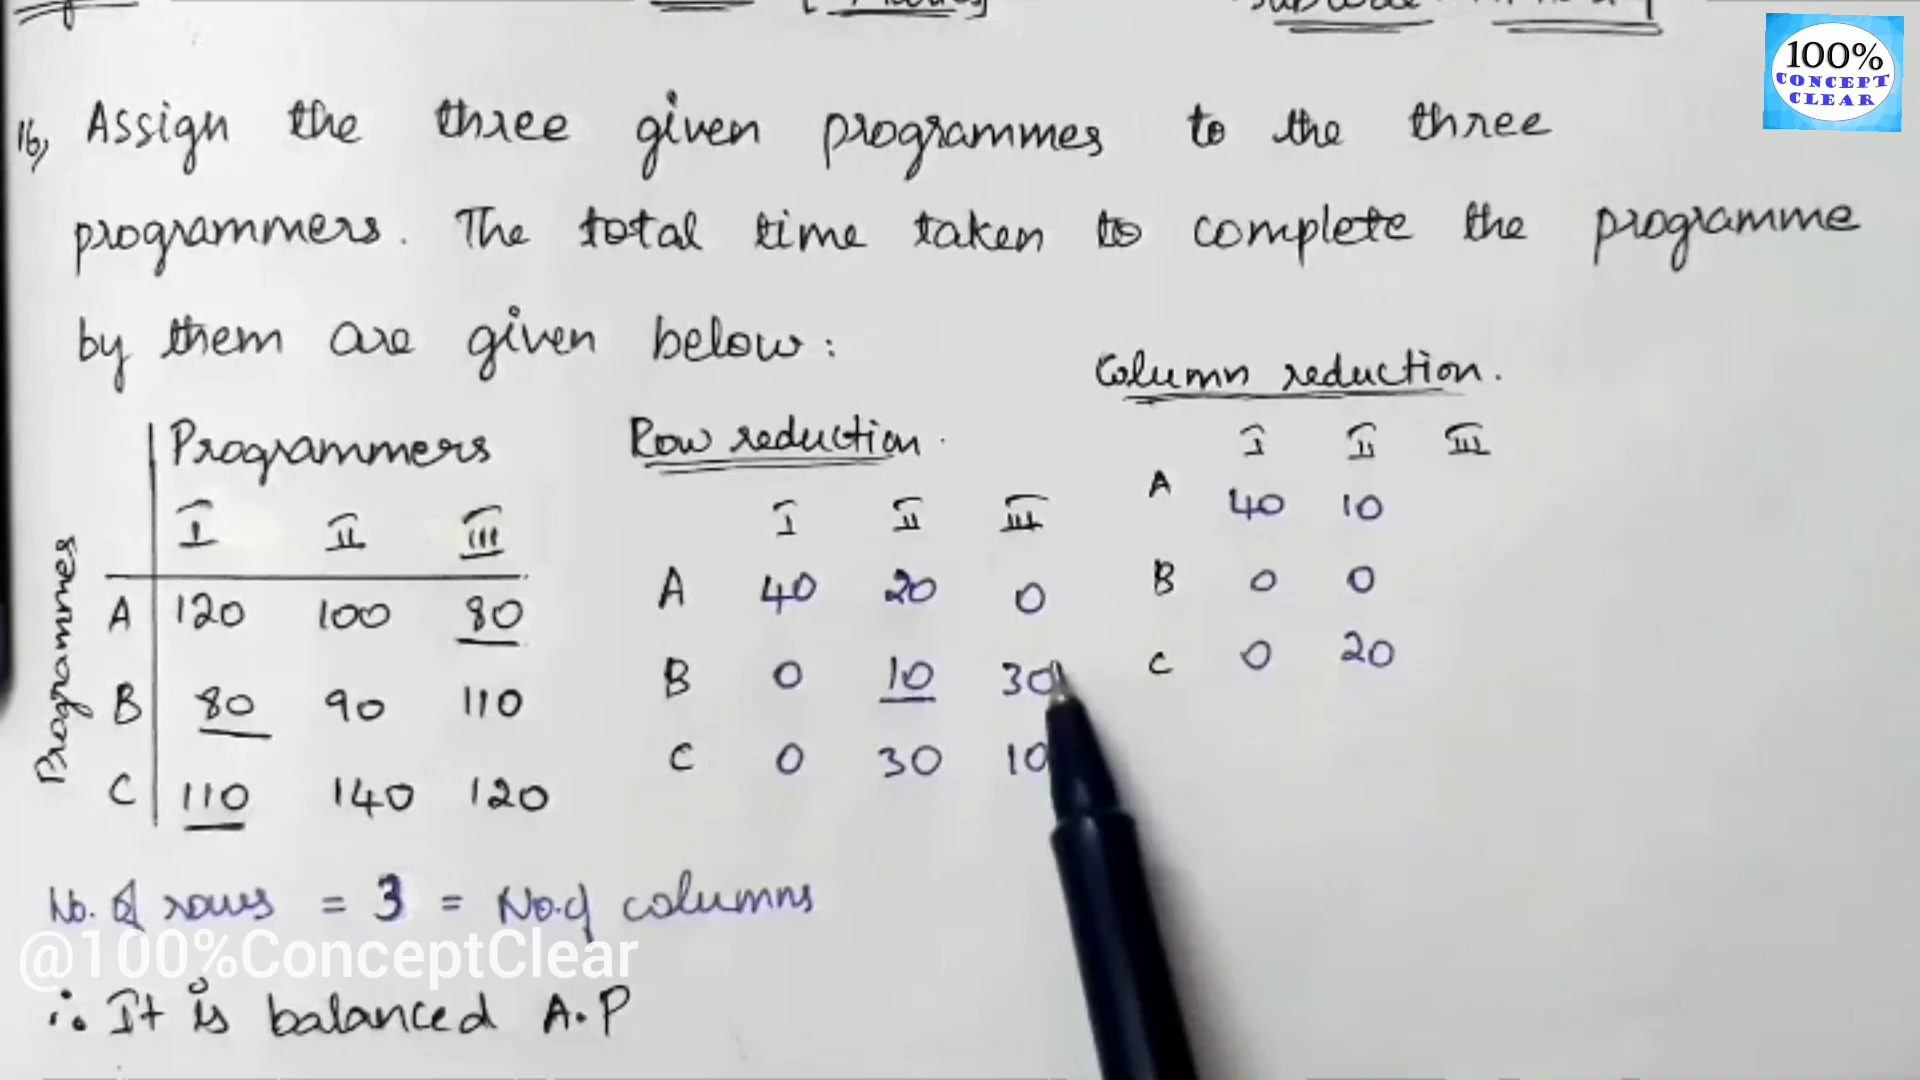 100%
CONCEPT
CLEAR
16, Assign the three given programmes to the three
programmers. The total time taken to complete the programme
by them are given below:
Programmers
I II III
Programmes
A 120 100 80
B 80 90 110
C 110 140 120
Row reduction.
I II III
A 40 20 0
B 0 10 30
C 0 30 10
Column reduction.
I II III
A 40 10
B 0 0
C 0 20
No. of rows = 3 = No. of columns
@100%ConceptClear
∴ It is balanced A.P